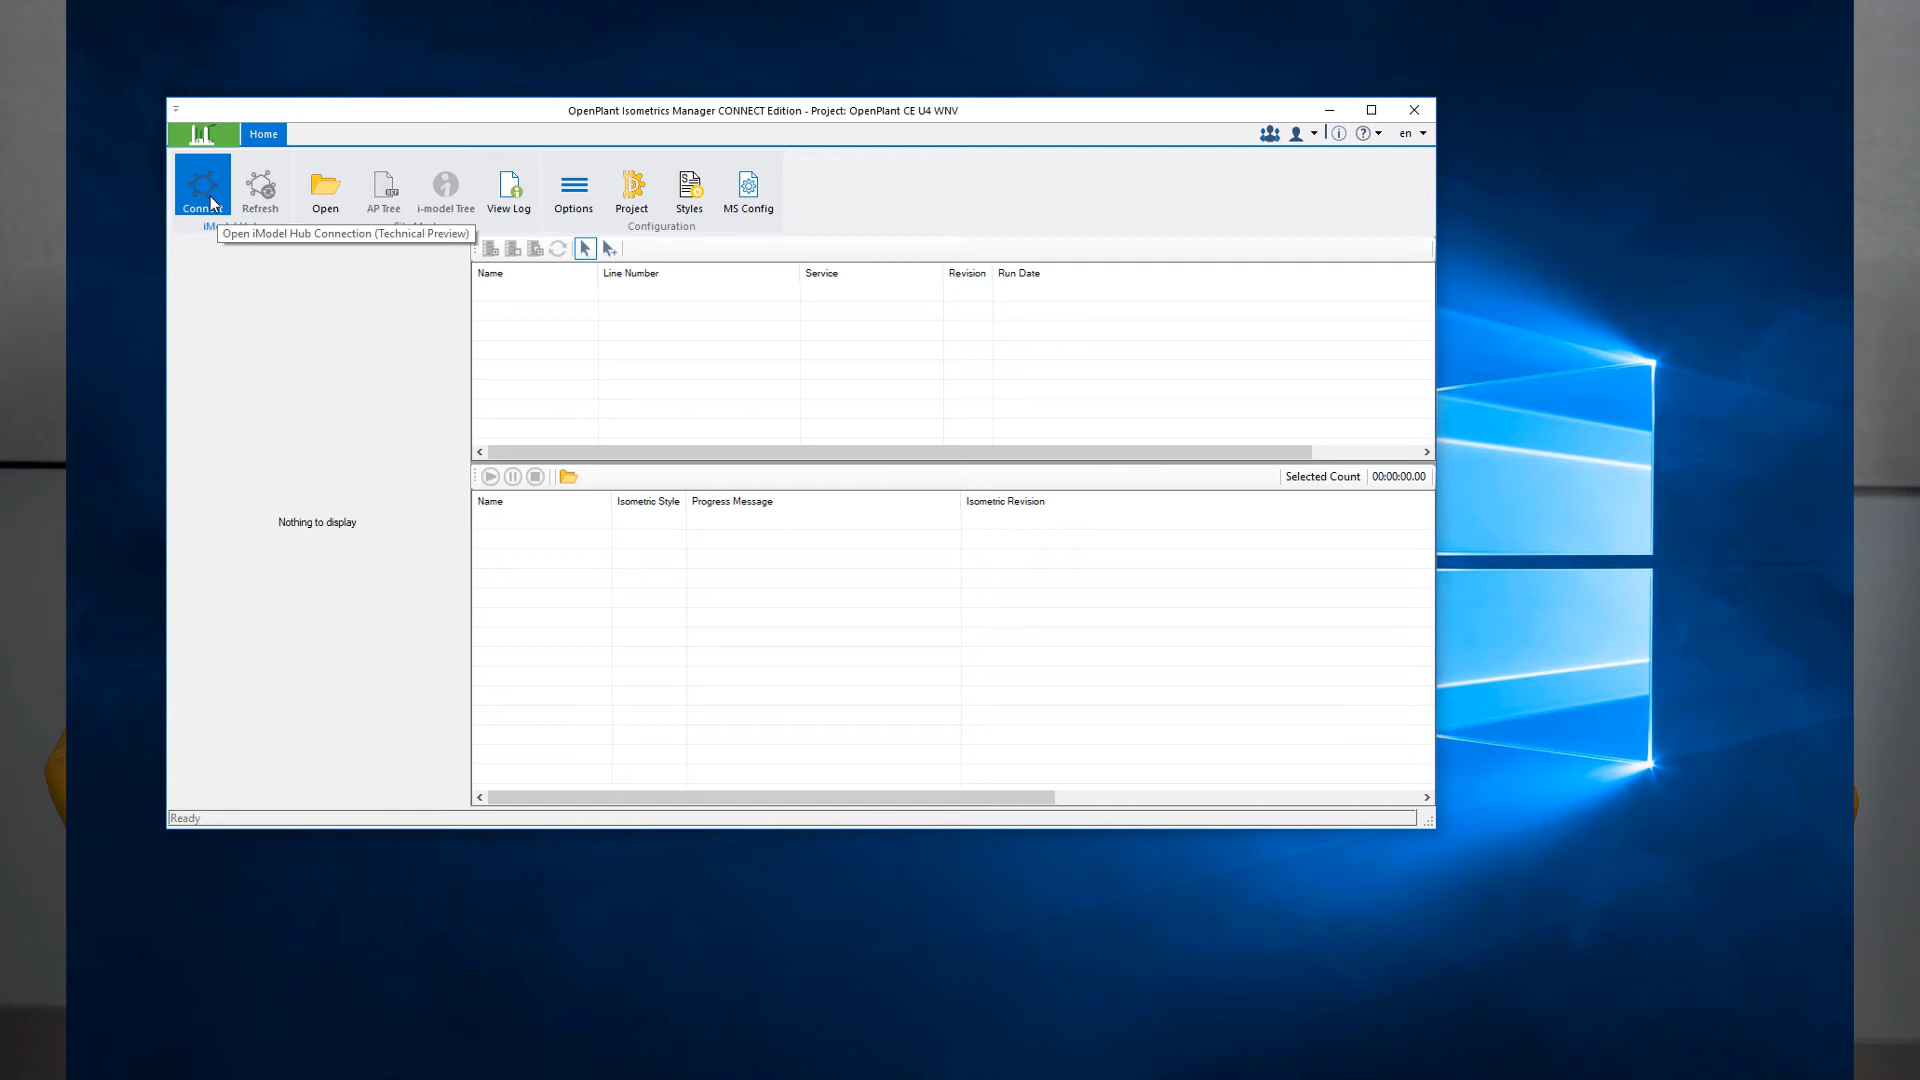 OpenPlant Isometrics Manager CONNECT Edition - Project: OpenPlant CE U4 WNV
Home
en
Connect Refresh Open AP Tree i-model Tree View Log Options Project Styles MS Config
Configuration
Open iModel Hub Connection (Technical Preview)
Name Line Number Service Revision Run Date
Selected Count 00:00:00.00
Name Isometric Style Progress Message Isometric Revision
Nothing to display
Ready